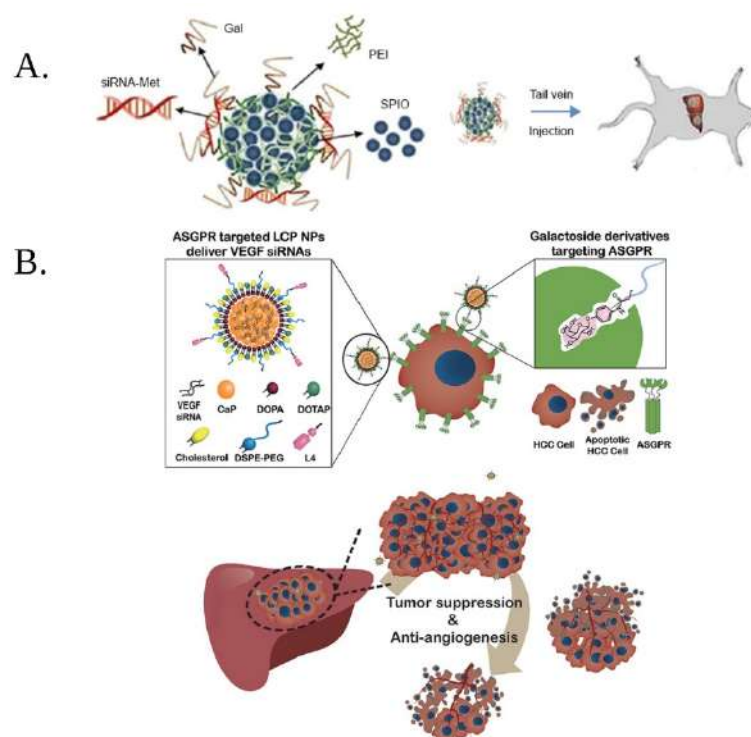 A.
Gal
PEI
siRNA-Met
SPIO
Tail vein
Injection
B.
ASGPR targeted LCP NPs
deliver VEGF siRNAs
VEGF
siRNA
CaP
DOPA
DOTAP
Cholesterol
DSPE-PEG
L4
Galactoside derivatives
targeting ASGPR
HCC Cell
Apoptotic
HCC Cell
ASGPR
Tumor suppression
&
Anti-angiogenesis